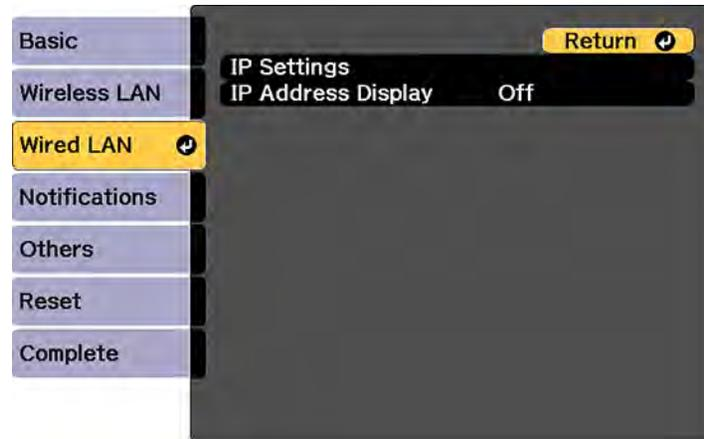 Basic
Wireless LAN
Wired LAN
Notifications
Others
Reset
Complete
Return
IP Settings
IP Address Display Off